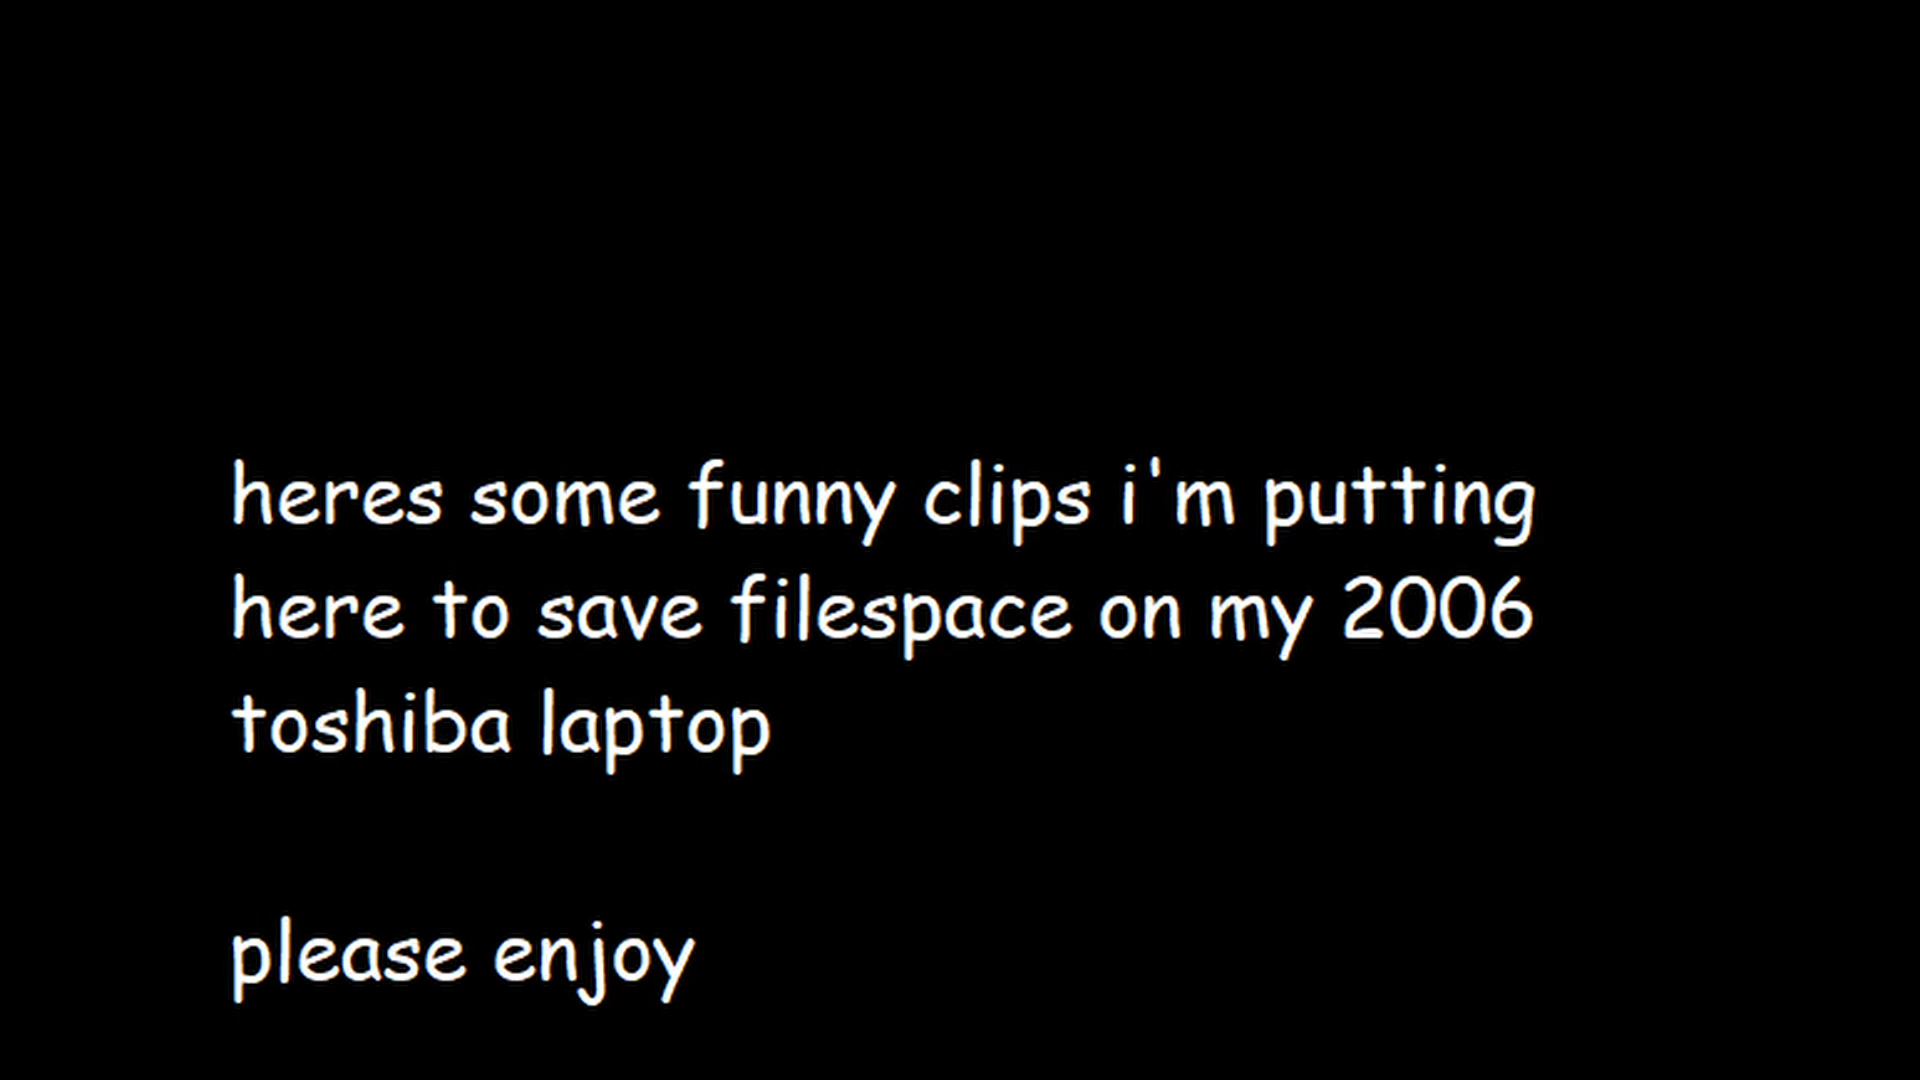 heres some funny clips i'm putting
here to save filespace on my 2006
toshiba laptop
please enjoy